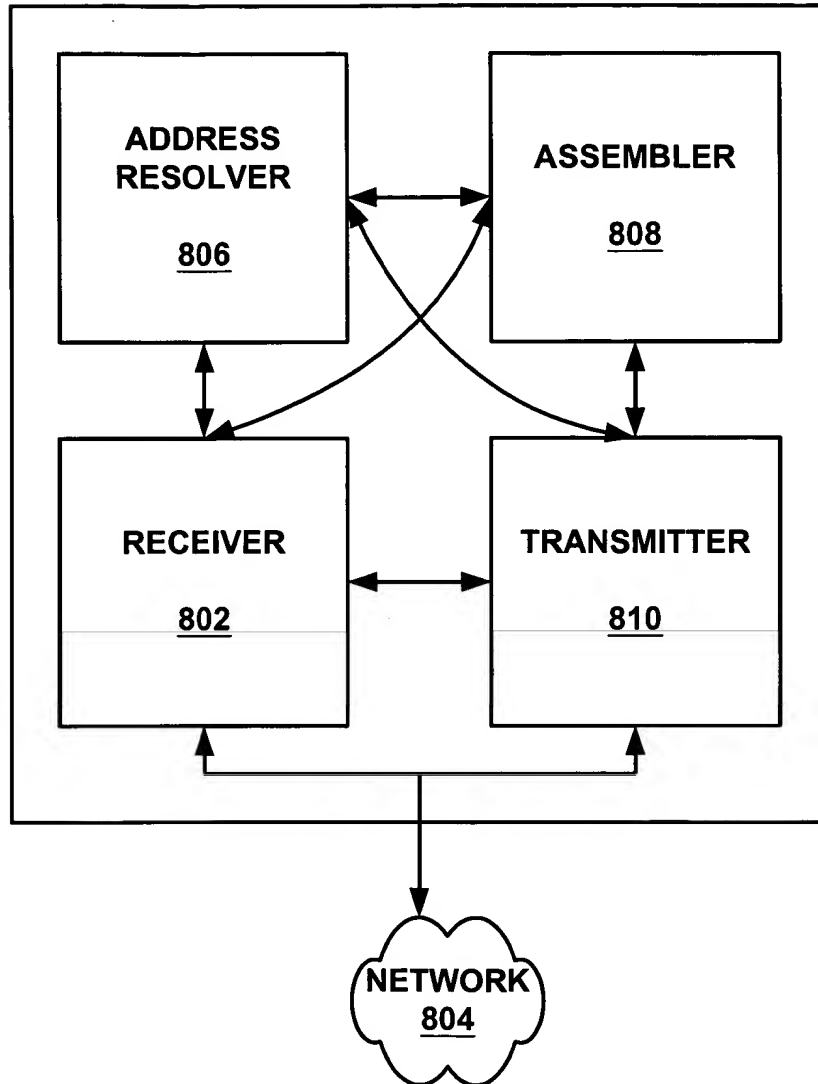 ADDRESS
RESOLVER
806
ASSEMBLER
808
RECEIVER
802
TRANSMITTER
810
NETWORK
804